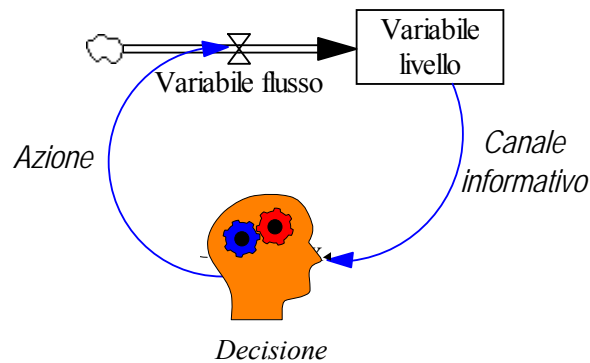 Variabile
livello
Variabile flusso
Azione
Canale
informativo
Decisione